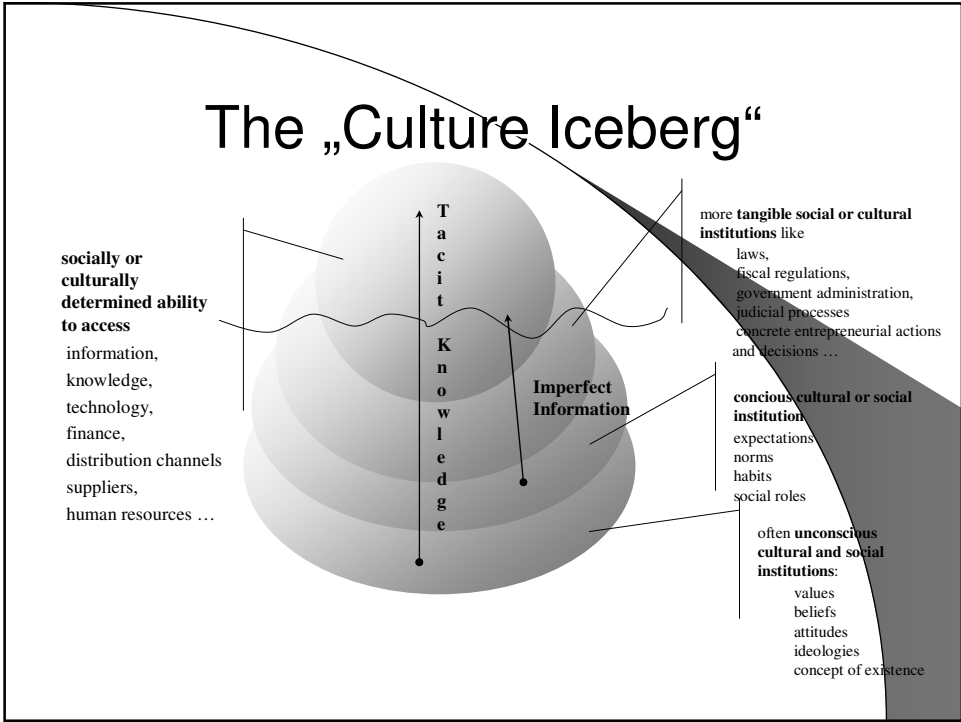 The „Culture Iceberg“
socially or
culturally
determined ability
to access
information,
knowledge,
technology,
finance,
distribution channels
suppliers,
human resources …
Tacit Knowledge
Imperfect
Information
more tangible social or cultural
institutions like
laws,
fiscal regulations,
government administration,
judicial processes
concrete entrepreneurial actions
and decisions …
concious cultural or social
institution
expectations
norms
habits
social roles
often unconscious
cultural and social
institutions:
values
beliefs
attitudes
ideologies
concept of existence